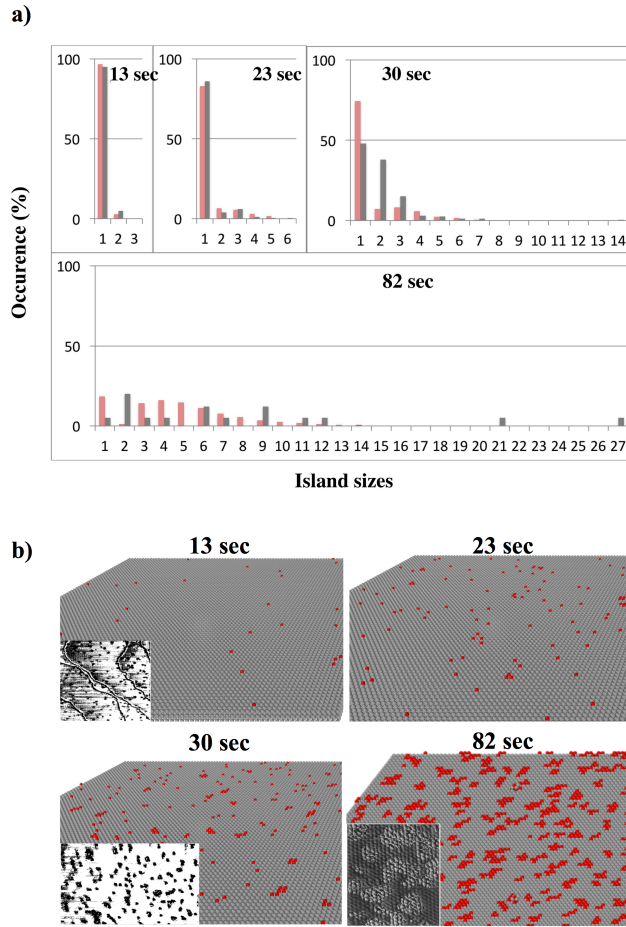 a)
13 sec
23 sec
30 sec
100
50
0
1 2 3
100
50
0
1 2 3 4 5 6
100
50
0
1 2 3 4 5 6 7 8 9 10 11 12 13 14
Occurence (%)
82 sec
100
50
0
1 2 3 4 5 6 7 8 9 10 11 12 13 14 15 16 17 18 19 20 21 22 23 24 25 26 27
Island sizes
b)
13 sec
23 sec
30 sec
82 sec